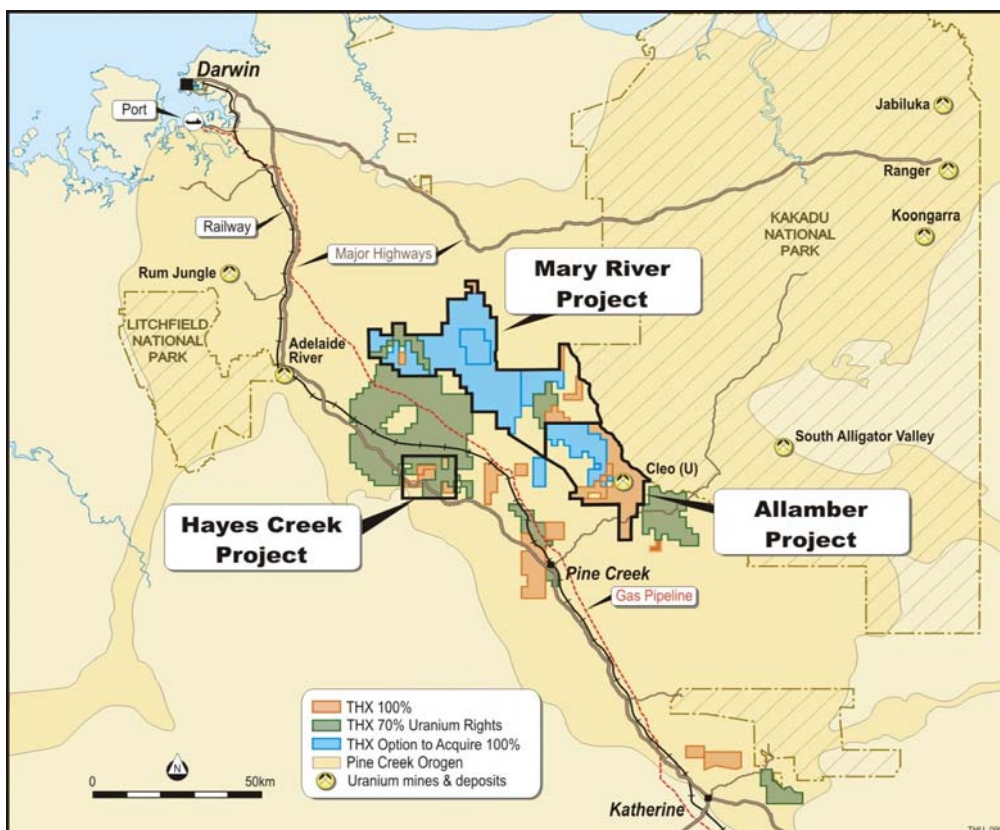 Darwin
Port
Jabiluka
Ranger
Koongarra
KAKADU
NATIONAL
PARK
Railway
Major Highways
Rum Jungle
Mary River
Project
LITCHFIELD
NATIONAL
PARK
Adelaide
River
South Alligator Valley
Cleo (U)
Hayes Creek
Project
Allamber
Project
Pine Creek
Gas Pipeline
THX 100%
THX 70% Uranium Rights
THX Option to Acquire 100%
Pine Creek Orogen
Uranium mines & deposits
N
0 50km
Katherine